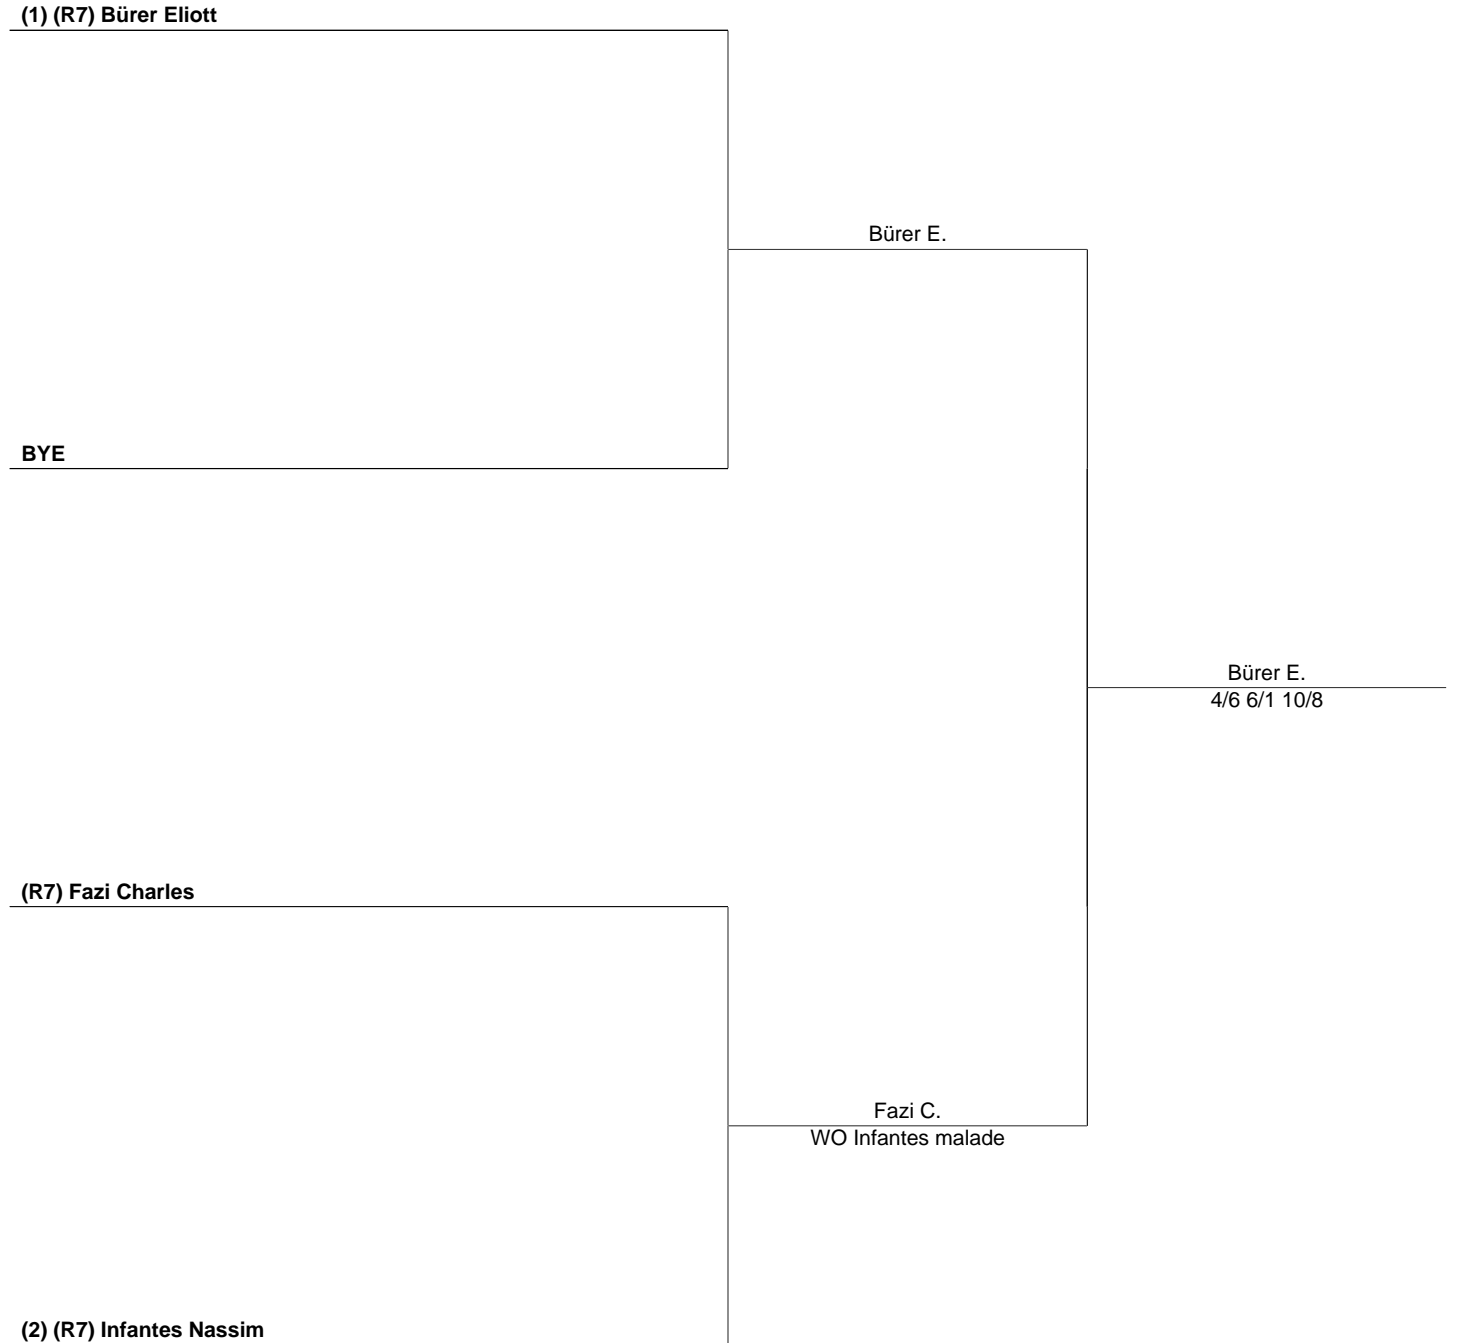 (1) (R7) Bürer Eliott
Bürer E.
BYE
Bürer E.
4/6 6/1 10/8
(R7) Fazi Charles
Fazi C.
WO Infantes malade
(2) (R7) Infantes Nassim